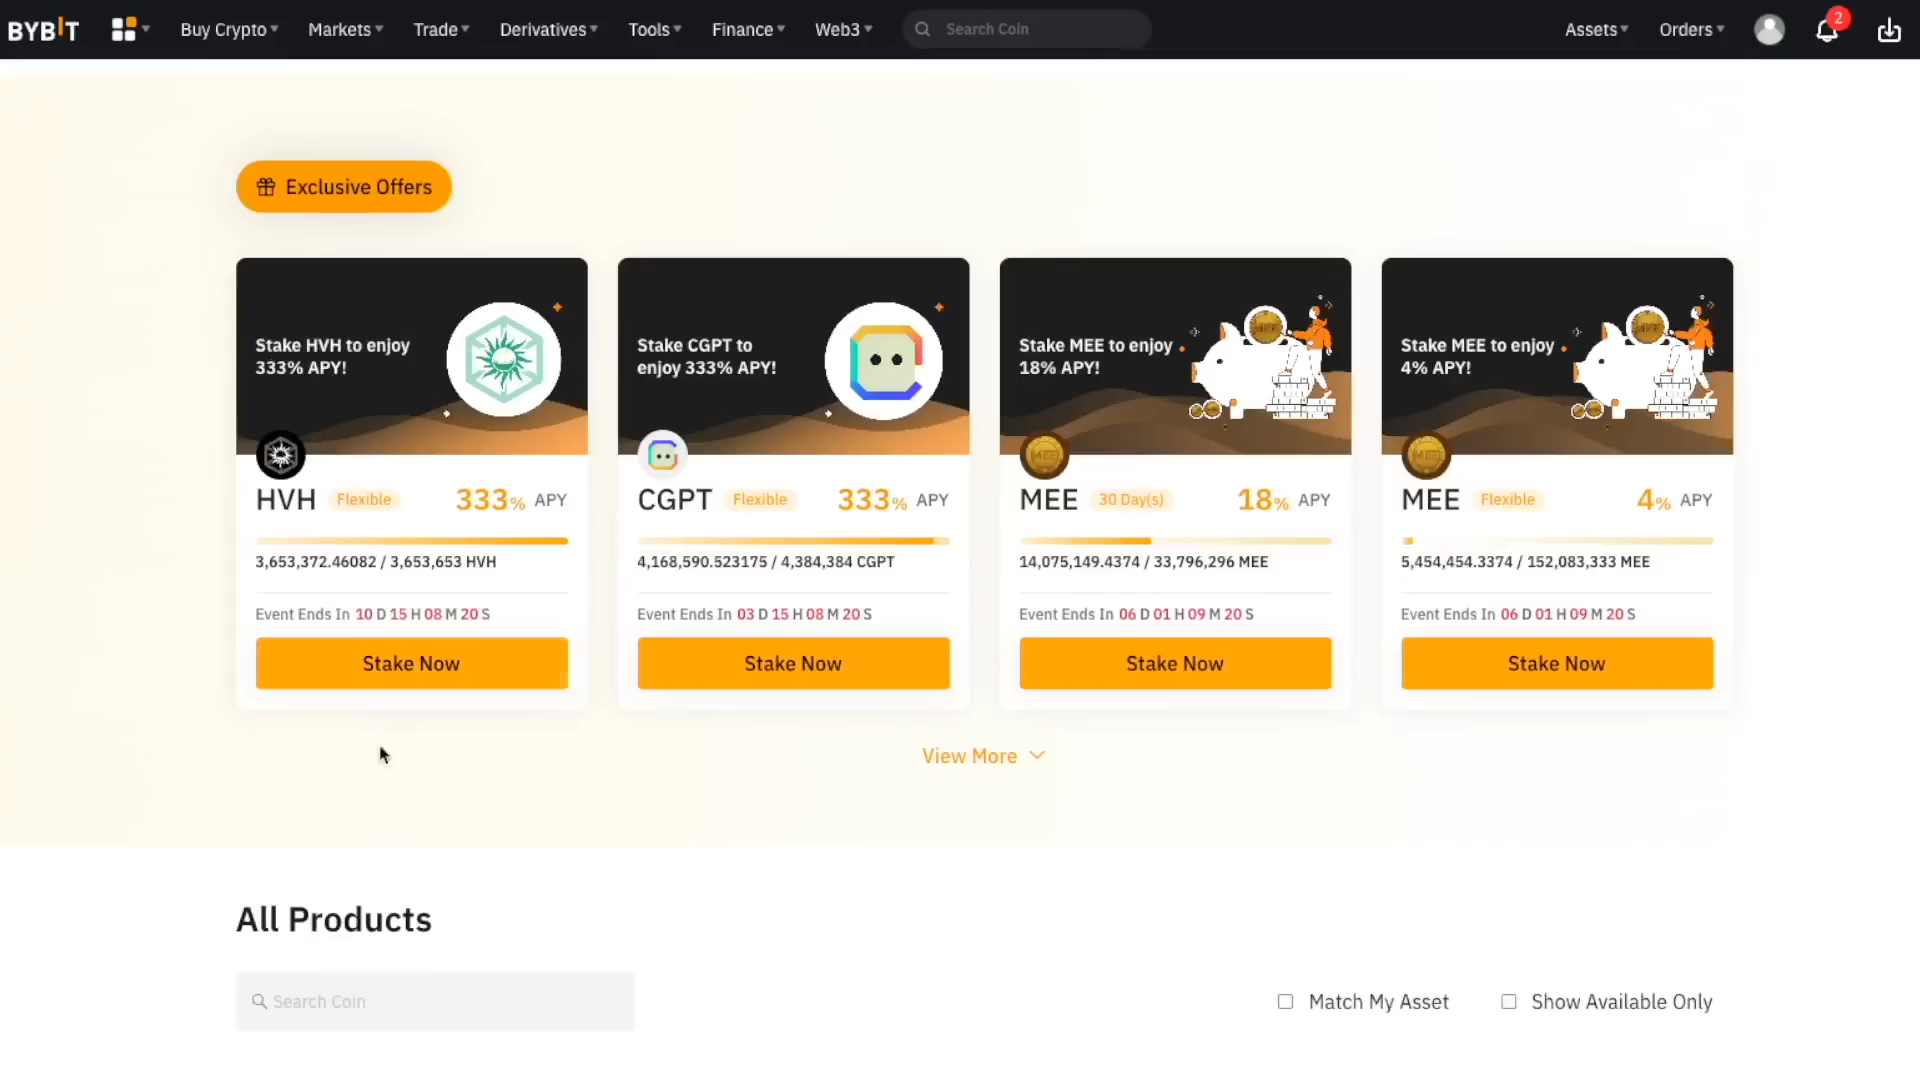 BYBIT
Buy Crypto
Markets
Trade
Derivatives
Tools
Finance
Web3
Search Coin
Assets
Orders
2
Exclusive Offers
Stake HVH to enjoy
333% APY!
HVH Flexible 333% APY
3,653,372.46082 / 3,653,653 HVH
Event Ends In 10 D 15 H 08 M 20 S
Stake Now
Stake CGPT to
enjoy 333% APY!
CGPT Flexible 333% APY
4,168,590.523175 / 4,384,384 CGPT
Event Ends In 03 D 15 H 08 M 20 S
Stake Now
Stake MEE to enjoy
18% APY!
MEE 30 Day(s) 18% APY
14,075,149.4374 / 33,796,296 MEE
Event Ends In 06 D 01 H 09 M 20 S
Stake Now
Stake MEE to enjoy
4% APY!
MEE Flexible 4% APY
5,454,454.3374 / 152,083,333 MEE
Event Ends In 06 D 01 H 09 M 20 S
Stake Now
View More
All Products
Search Coin
Match My Asset
Show Available Only